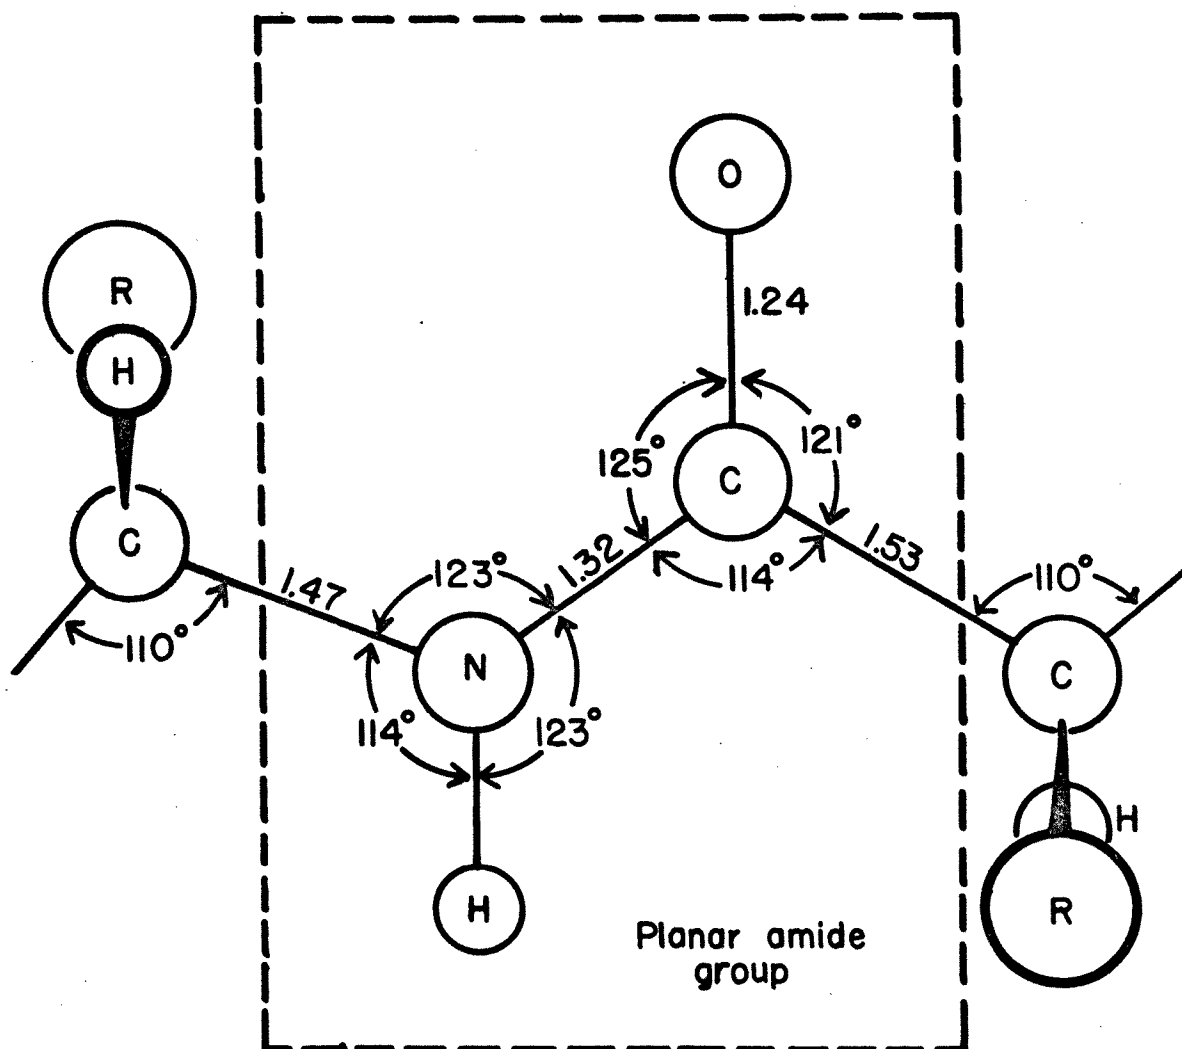 O
R
1.24
H
125°
121°
C
C
1.32
1.53
123°
114°
110°
1.47
110°
N
C
114°
123°
H
H
R
Planar amide
group